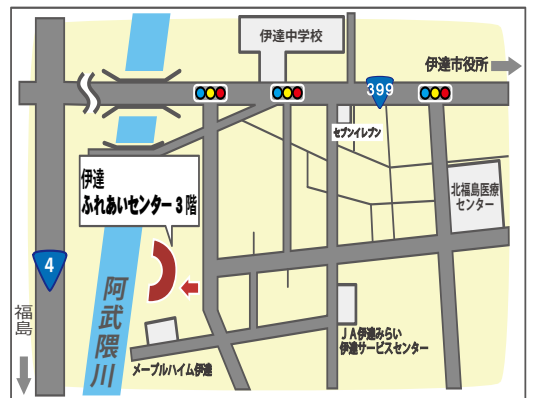 伊達中学校
伊達市役所
399
セブンイレブン
伊達
ふれあいセンター 3 階
北福島医療
センター
4
阿武隈川
福島
JA伊達みらい
伊達サービスセンター
メープルハイム伊達